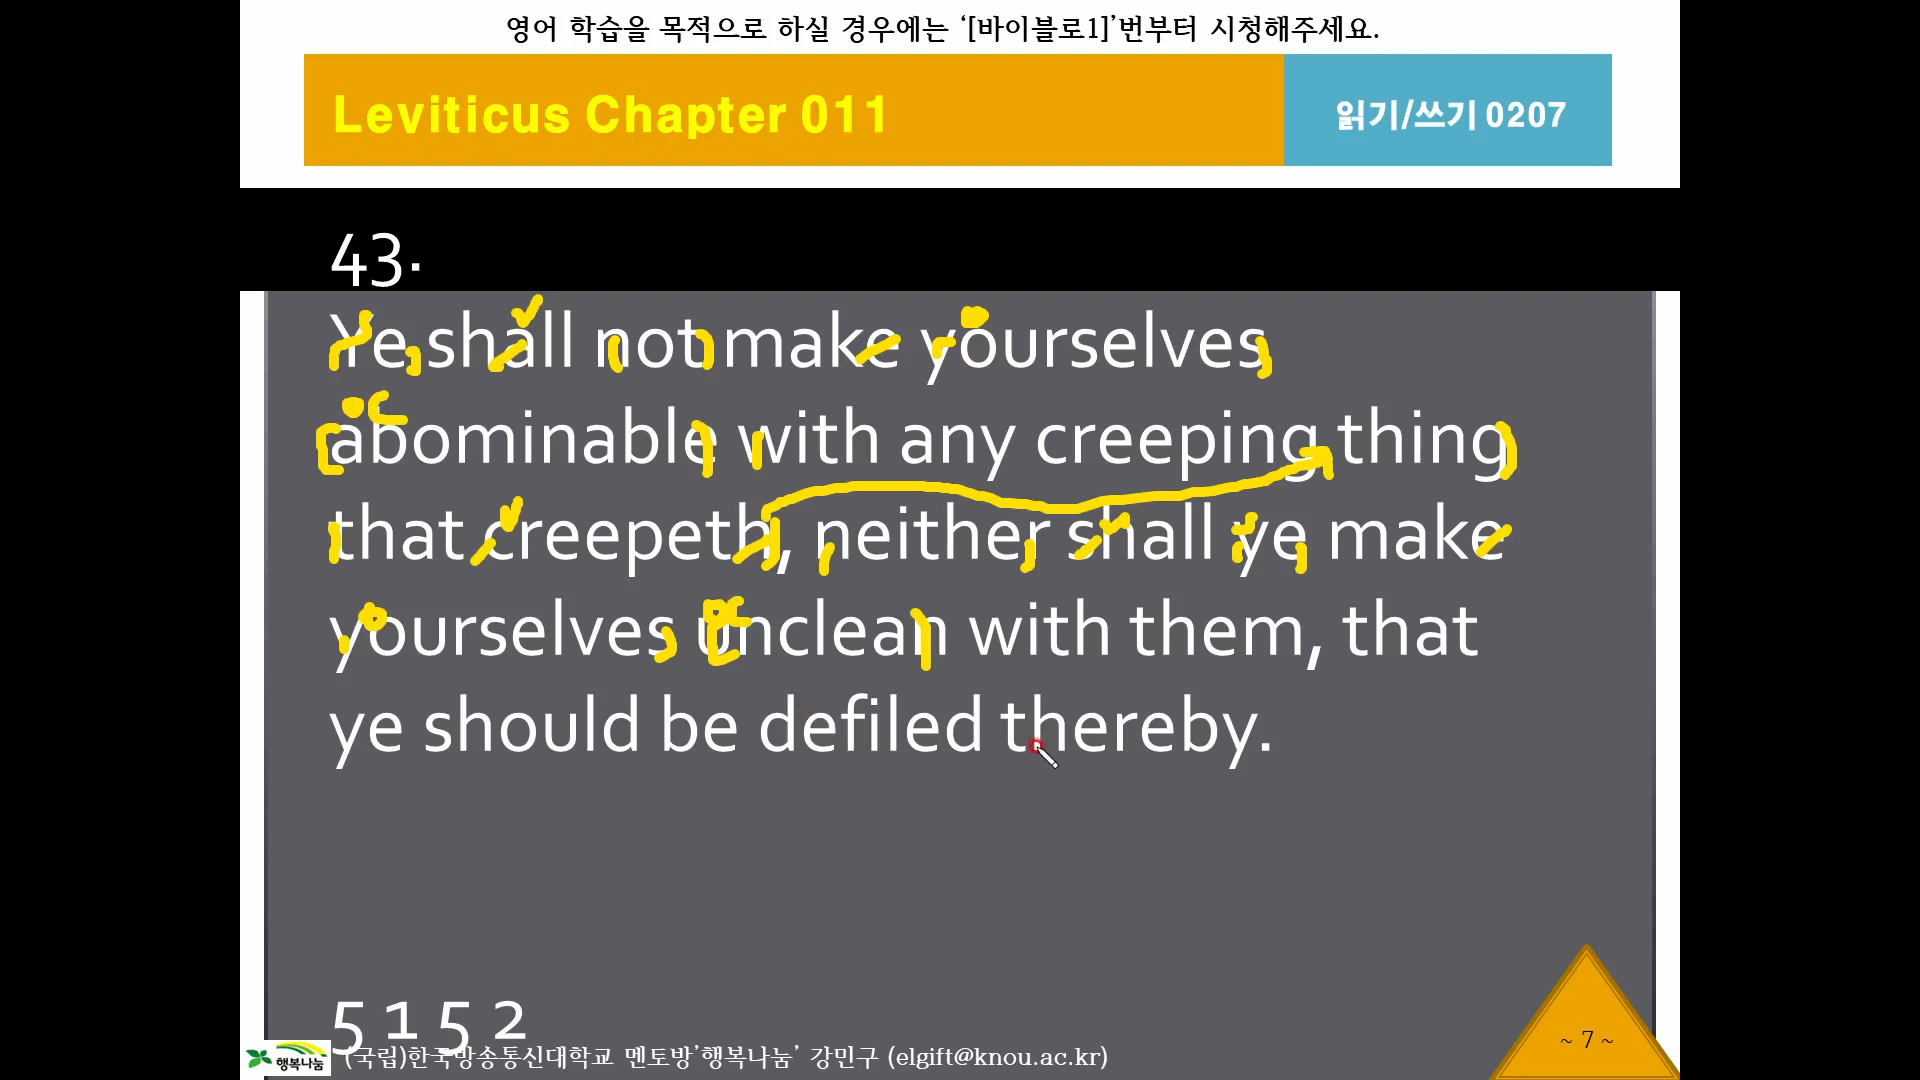 영어 학습을 목적으로 하실 경우에는 ‘[바이블로1]’번부터 시청해주세요.
Leviticus Chapter 011
읽기/쓰기 0207
43.
Ye shall not make yourselves
abominable with any creeping thing
that creepeth, neither shall ye make
yourselves unclean with them, that
ye should be defiled thereby.
5 1 5 2
행복나눔
(국립)한국방송통신대학교 멘토방’행복나눔’ 강민구 (elgift@knou.ac.kr)
~ 7 ~